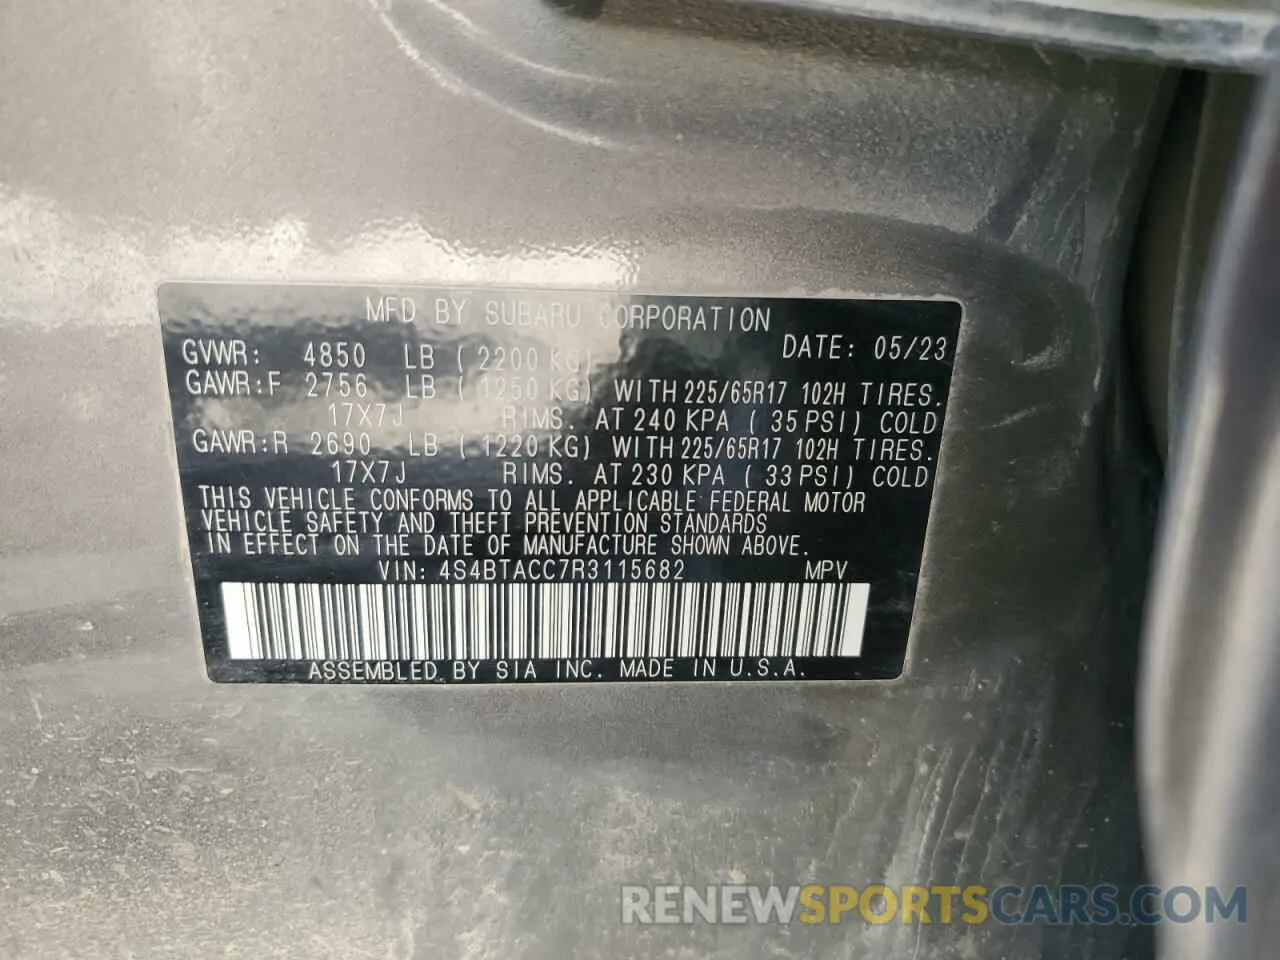 MFD BY SUBARU CORPORATION
GVWR: 4850 LB ( 2200 KG) DATE: 05/23
GAWR:F 2756 LB ( 1250 KG) WITH 225/65R17 102H TIRES.
17X7J RIMS. AT 240 KPA ( 35 PSI) COLD
GAWR:R 2690 LB ( 1220 KG) WITH 225/65R17 102H TIRES.
17X7J RIMS. AT 230 KPA ( 33 PSI) COLD
THIS VEHICLE CONFORMS TO ALL APPLICABLE FEDERAL MOTOR
VEHICLE SAFETY AND THEFT PREVENTION STANDARDS
IN EFFECT ON THE DATE OF MANUFACTURE SHOWN ABOVE.
VIN: 4S4BTACC7R3115682 MPV
ASSEMBLED BY SIA INC. MADE IN U.S.A.
RENEWSPORTSCARS.COM